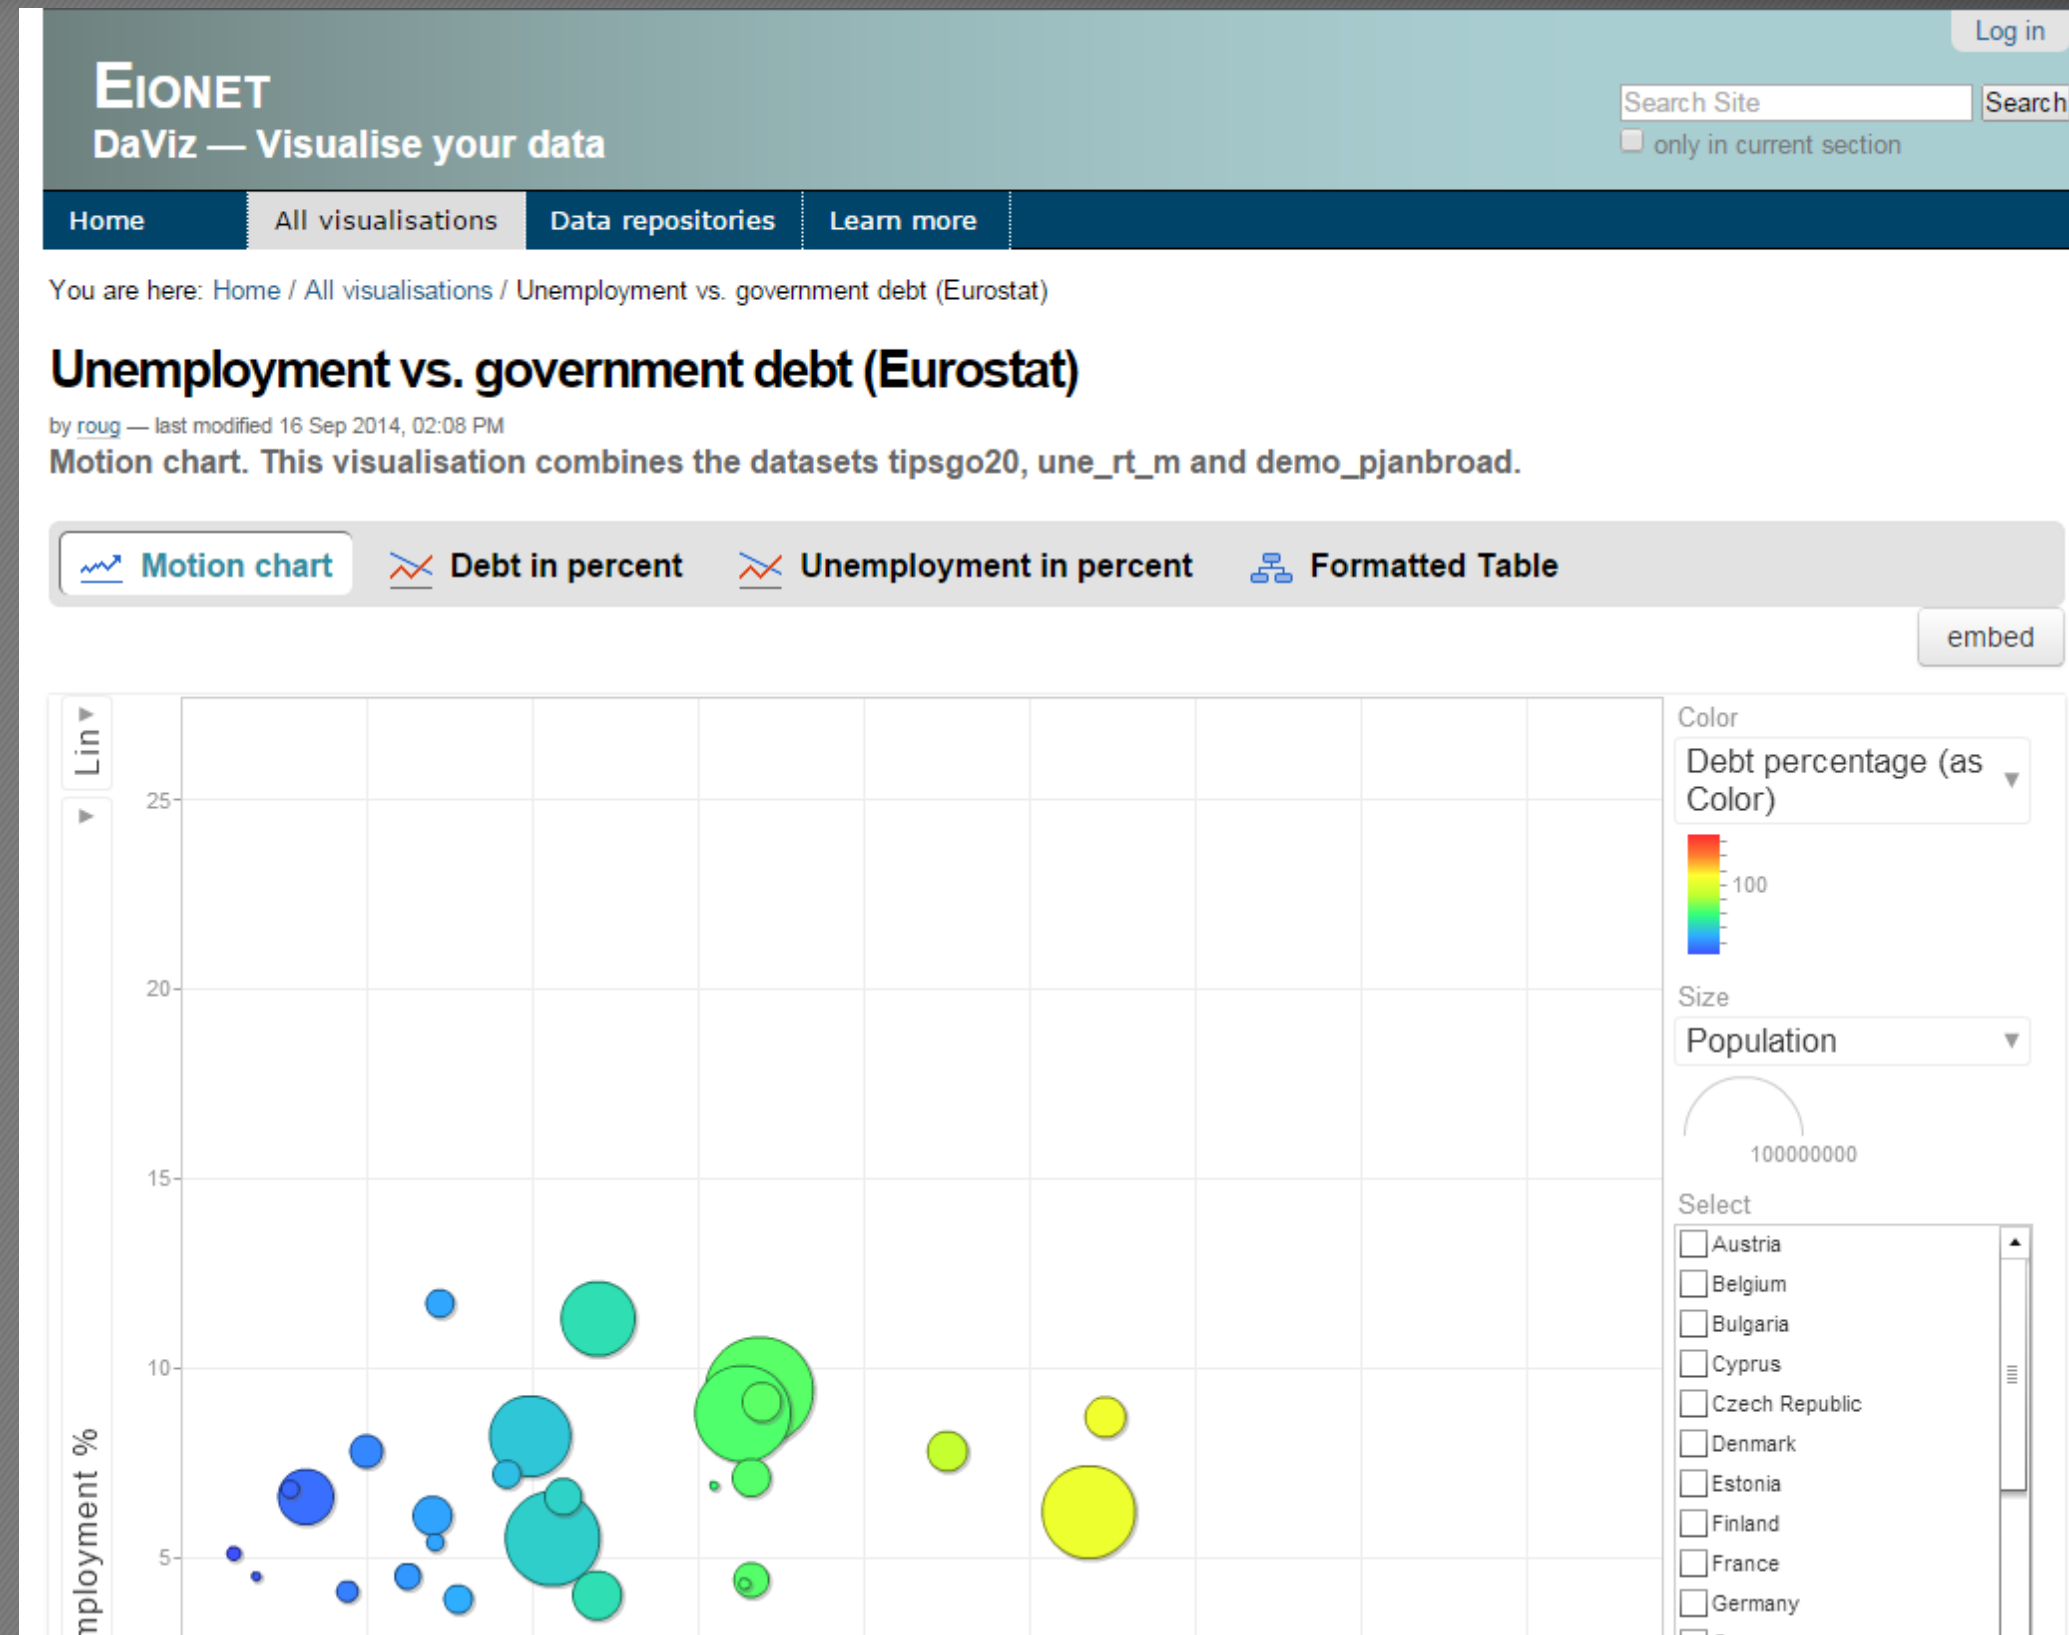 Log in
EIONET
DaViz — Visualise your data
Search Site
Search
only in current section
Home
All visualisations
Data repositories
Learn more
You are here: Home / All visualisations / Unemployment vs. government debt (Eurostat)
Unemployment vs. government debt (Eurostat)
by roug — last modified 16 Sep 2014, 02:08 PM
Motion chart. This visualisation combines the datasets tipsgo20, une_rt_m and demo_pjanbroad.
Motion chart
Debt in percent
Unemployment in percent
Formatted Table
embed
Lin
25
20
15
10
5
mployment %
Color
Debt percentage (as
Color)
100
Size
Population
100000000
Select
Austria
Belgium
Bulgaria
Cyprus
Czech Republic
Denmark
Estonia
Finland
France
Germany